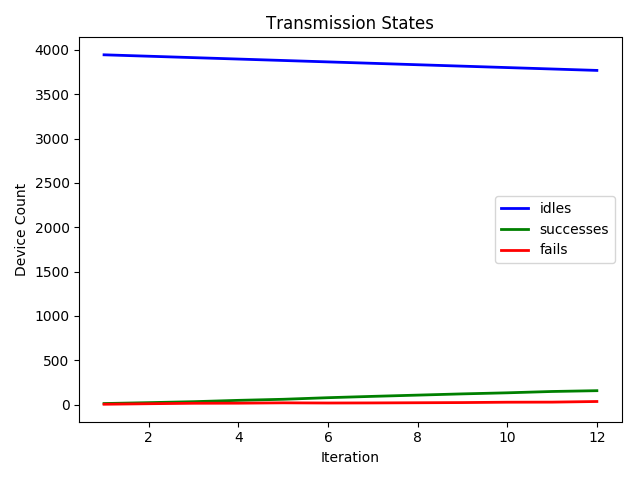 Transmission States
Device Count
4000
3500
3000
2500
2000
1500
1000
500
0
idles
successes
fails
2 4 6 8 10 12
Iteration